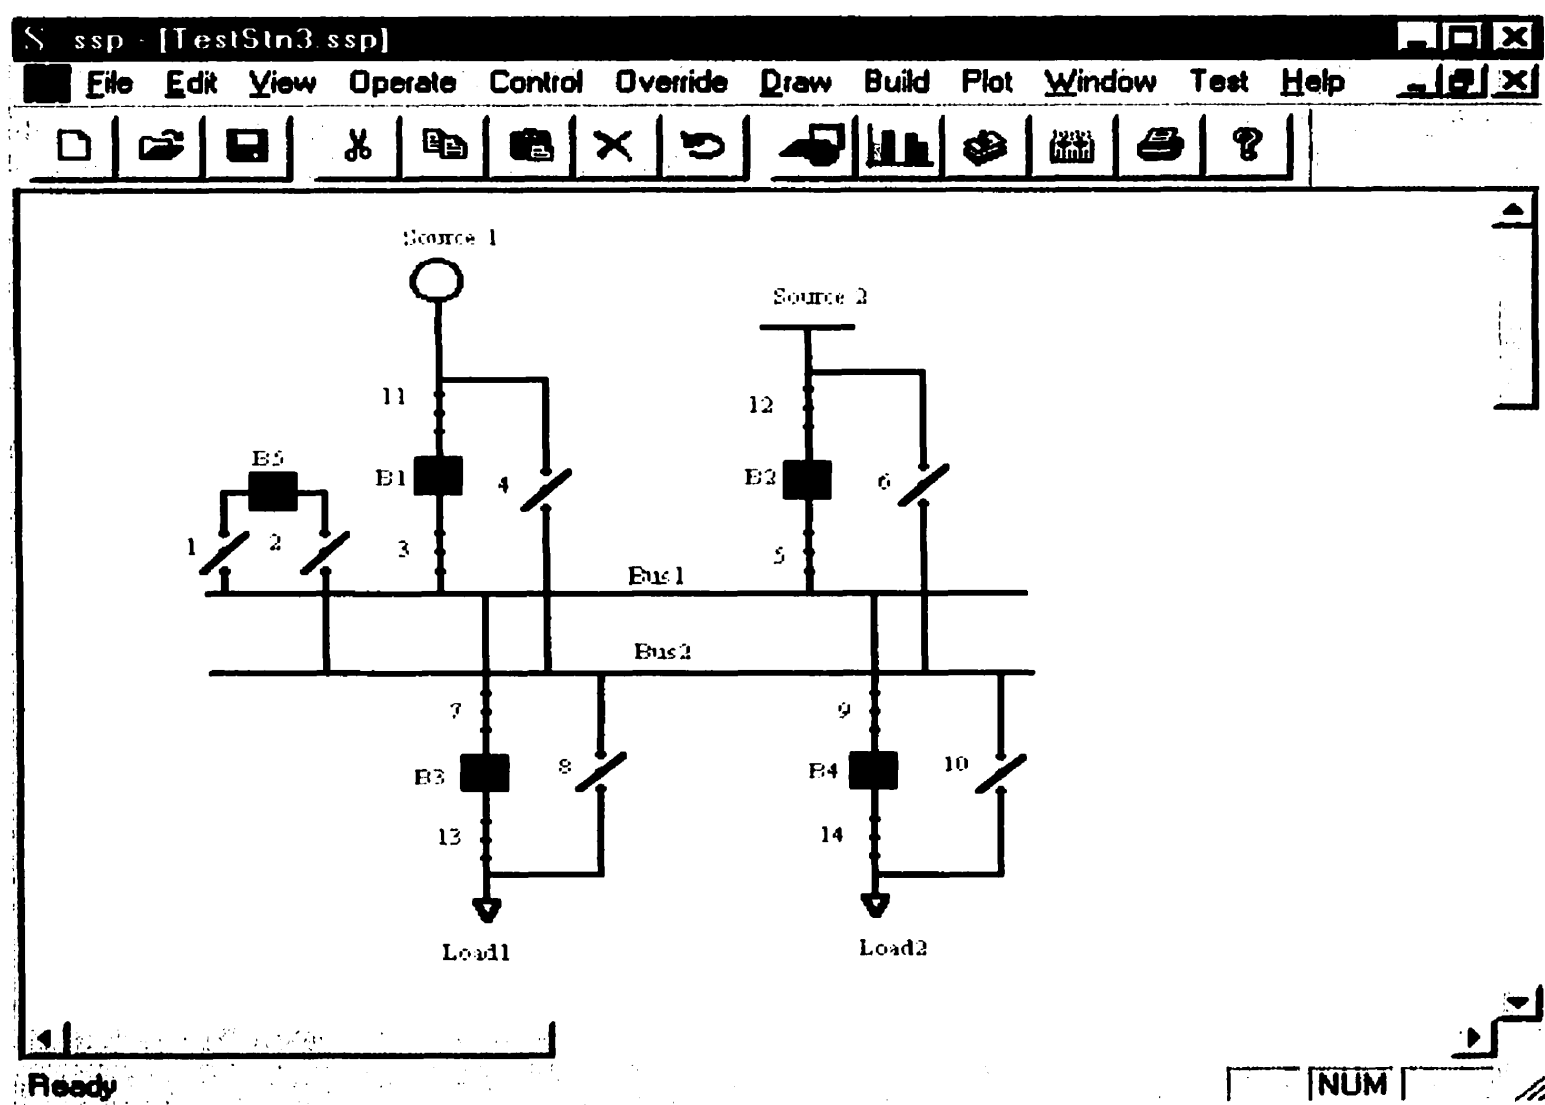 S ssp - [TestStn3.ssp]
File Edit View Operate Control Override Draw Build Plot Window Test Help
Source 1
Source 2
11
12
B5
B1
4
B2
6
1
2
3
5
Bus1
Bus2
7
9
B3
8
B4
10
13
14
Load1
Load2
Ready
NUM